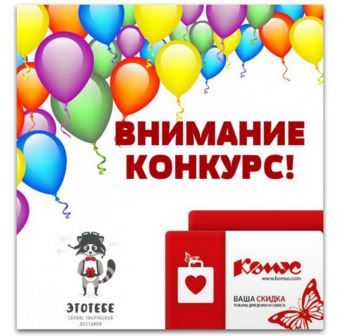 ВНИМАНИЕ
КОНКУРС!
ЭТОТЕБЕ
СЕРВИС ТВОРЧЕСКОЙ
ДОСТАВКИ
Комус
www.komus.com
ВАША СКИДКА
ТОВАРЫ ДЛЯ ДОМА И ОФИСА